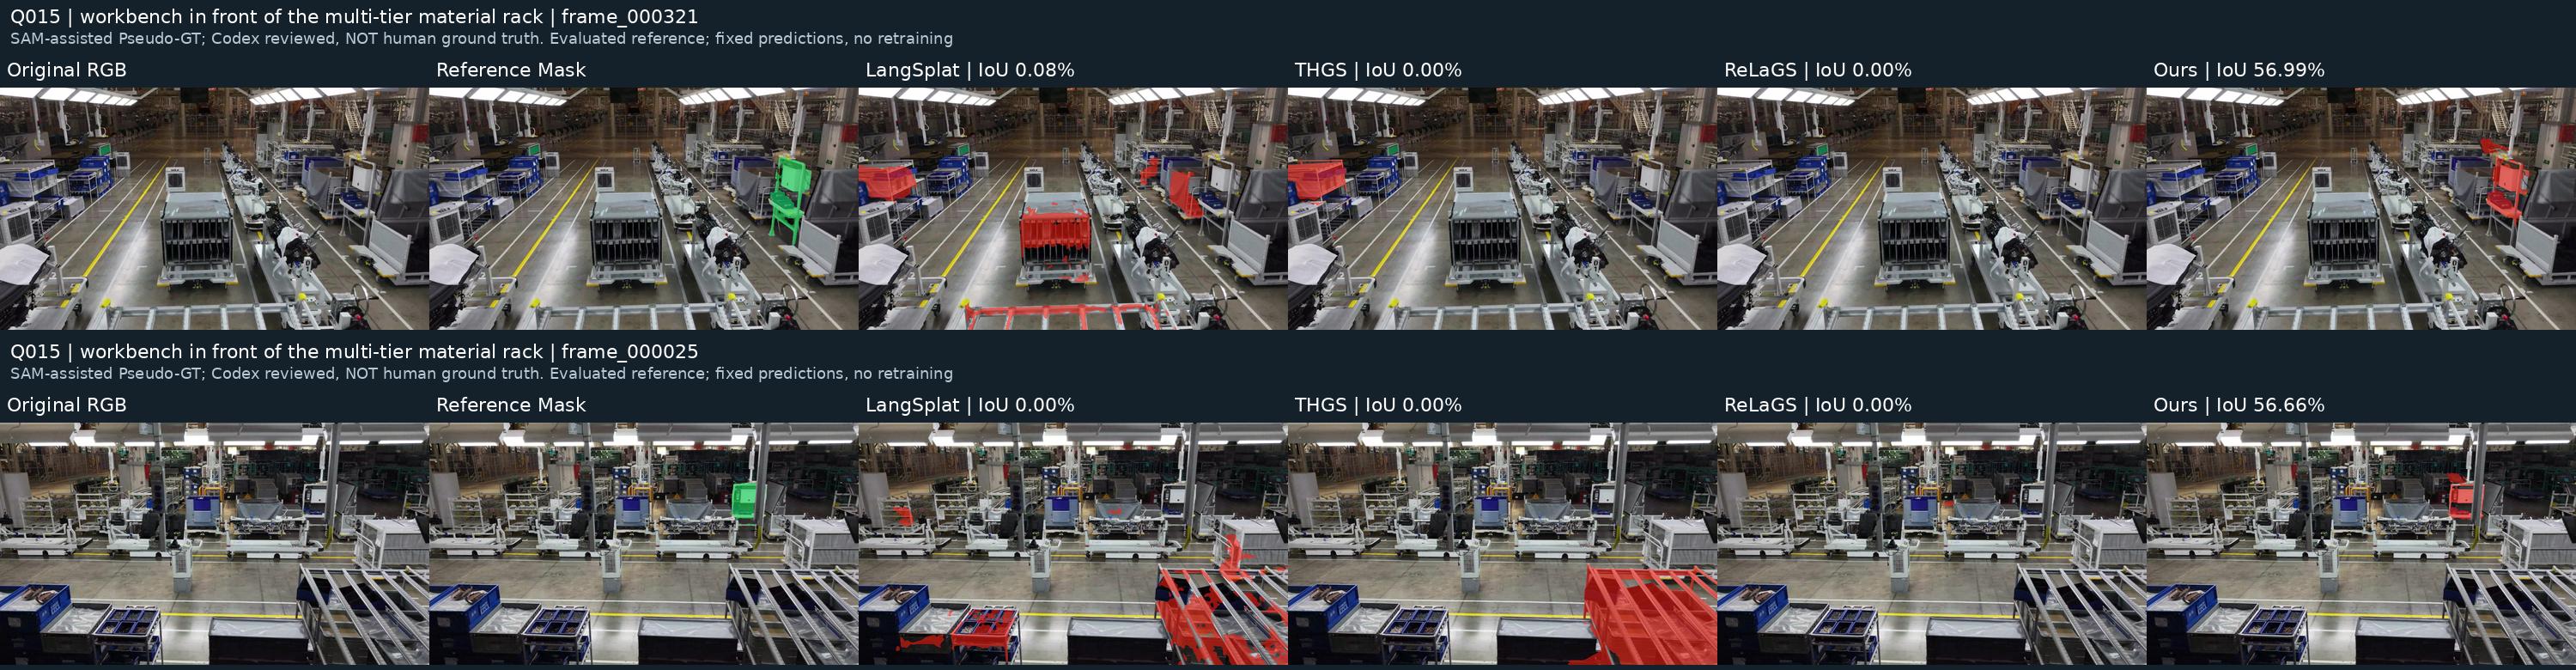 Q015 | workbench in front of the multi-tier material rack | frame_000321
SAM-assisted Pseudo-GT; Codex reviewed, NOT human ground truth. Evaluated reference; fixed predictions, no retraining
Original RGB
Reference Mask
LangSplat | IoU 0.08%
THGS | IoU 0.00%
ReLaGS | IoU 0.00%
Ours | IoU 56.99%
Q015 | workbench in front of the multi-tier material rack | frame_000025
SAM-assisted Pseudo-GT; Codex reviewed, NOT human ground truth. Evaluated reference; fixed predictions, no retraining
Original RGB
Reference Mask
LangSplat | IoU 0.00%
THGS | IoU 0.00%
ReLaGS | IoU 0.00%
Ours | IoU 56.66%